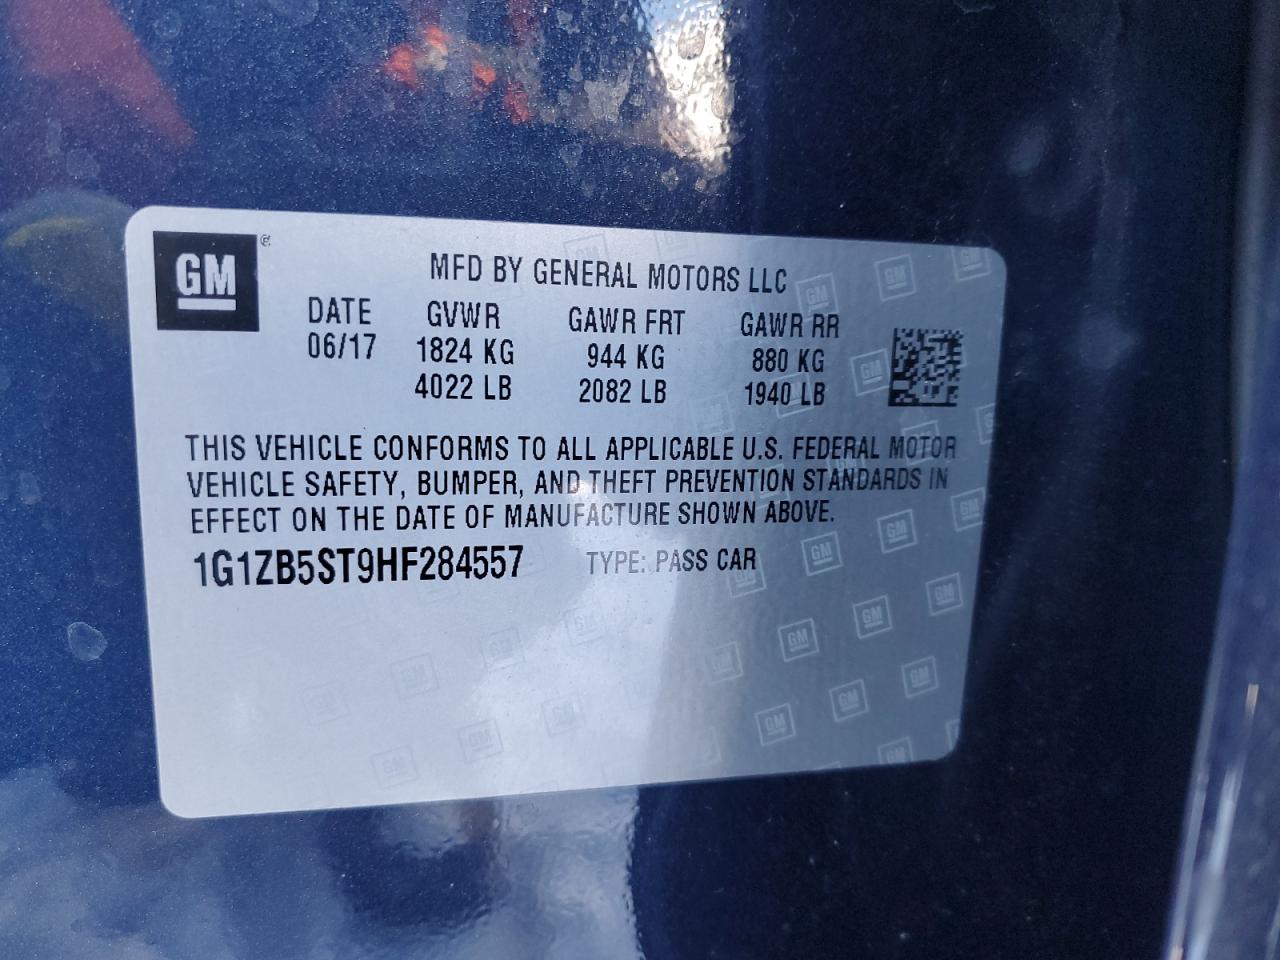 GM
MFD BY GENERAL MOTORS LLC
DATE GVWR GAWR FRT GAWR RR
06/17 1824 KG 944 KG 880 KG
4022 LB 2082 LB 1940 LB
THIS VEHICLE CONFORMS TO ALL APPLICABLE U.S. FEDERAL MOTOR
VEHICLE SAFETY, BUMPER, AND THEFT PREVENTION STANDARDS IN
EFFECT ON THE DATE OF MANUFACTURE SHOWN ABOVE.
1G1ZB5ST9HF284557 TYPE: PASS CAR